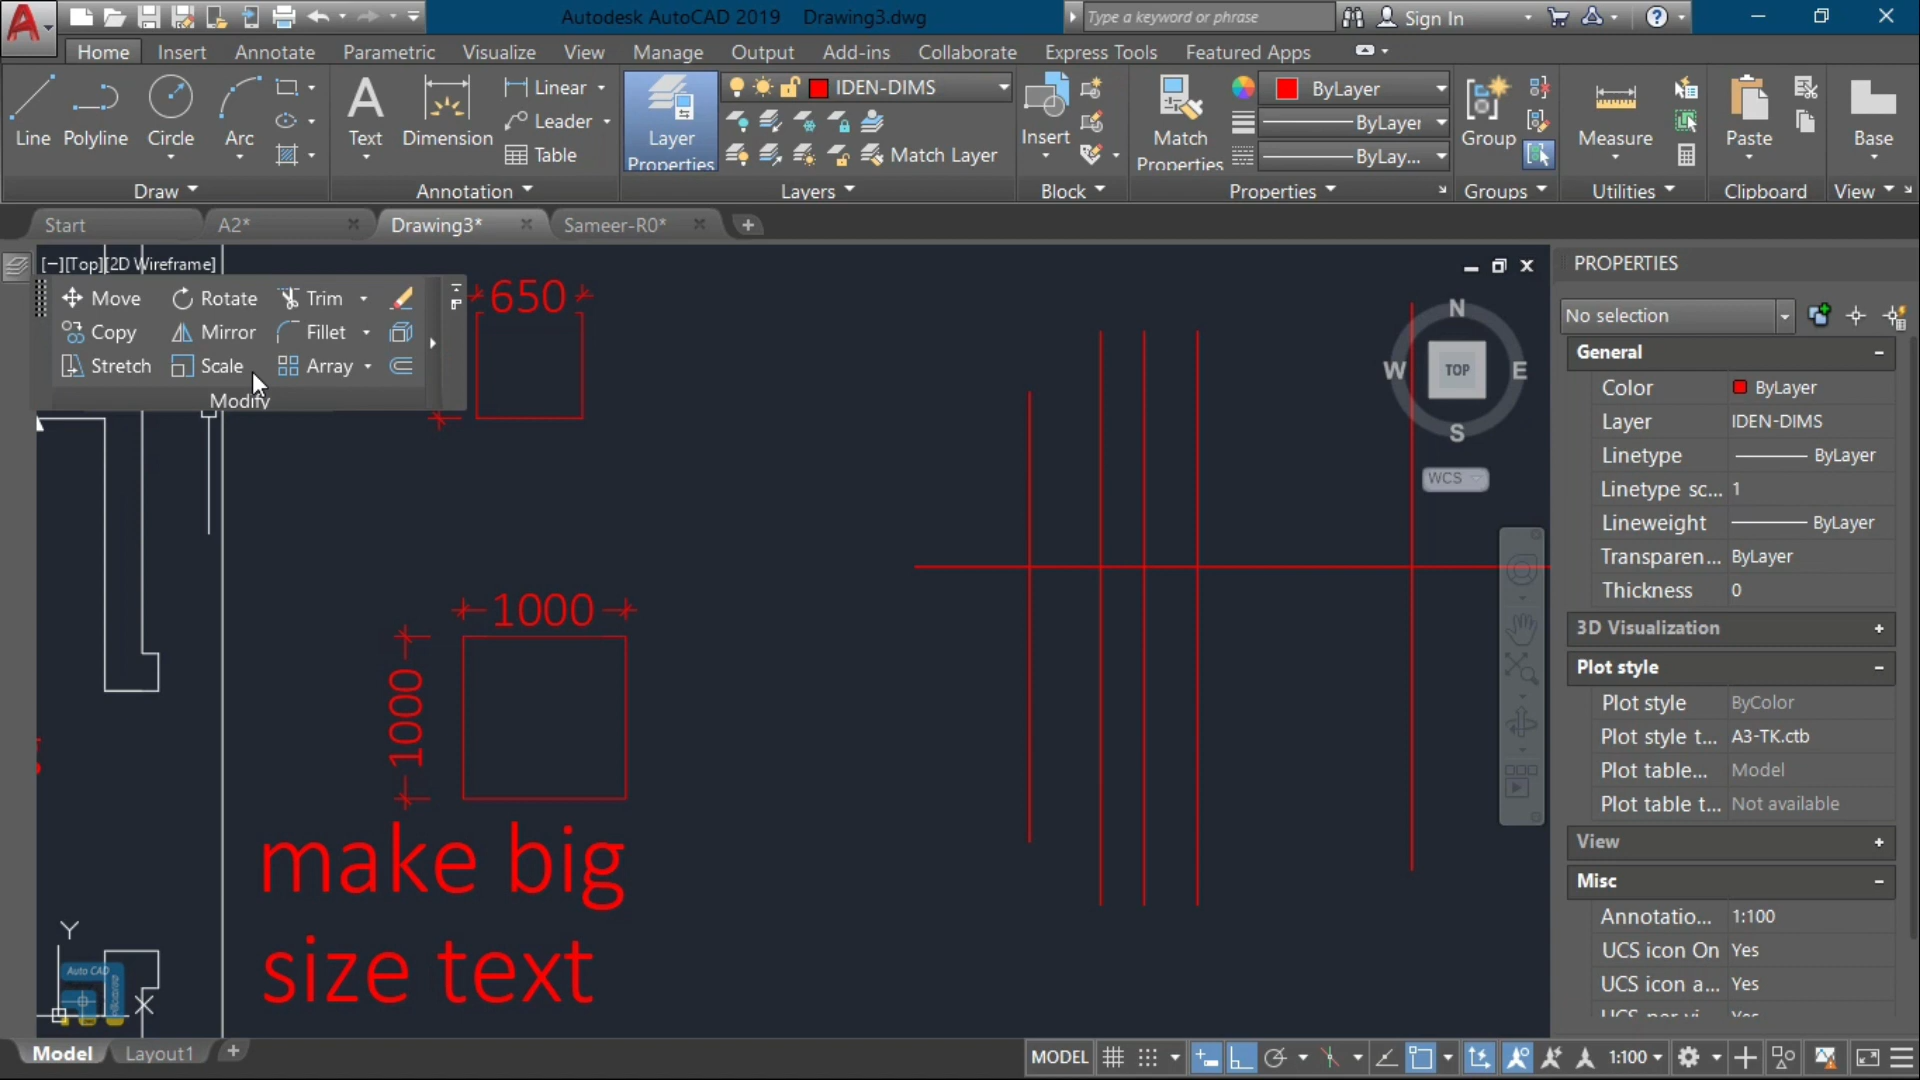 Autodesk AutoCAD 2019 Drawing3.dwg
Type a keyword or phrase
Sign In
Home Insert Annotate Parametric Visualize View Manage Output Add-ins Collaborate Express Tools Featured Apps
Line Polyline Circle Arc
Text Dimension
Linear
Leader
Table
Layer Properties
IDEN-DIMS
Match Layer
Insert
Match Properties
ByLayer
ByLayer
ByLay...
Group
Measure
Paste
Base
Draw Annotation Layers Block Properties Groups Utilities Clipboard View
Start A2* Drawing3* Sameer-R0*
[−][Top][2D Wireframe]
Move Rotate Trim
Copy Mirror Fillet
Stretch Scale Array
Modify
650
1000
1000
make big
size text
N
W TOP E
S
WCS
Y
X
Auto CAD
PROPERTIES
No selection
General
Color ByLayer
Layer IDEN-DIMS
Linetype ByLayer
Linetype sc... 1
Lineweight ByLayer
Transparen... ByLayer
Thickness 0
3D Visualization
Plot style
Plot style ByColor
Plot style t... A3-TK.ctb
Plot table... Model
Plot table t... Not available
View
Misc
Annotatio... 1:100
UCS icon On Yes
UCS icon a... Yes
Model Layout1
MODEL 1:100